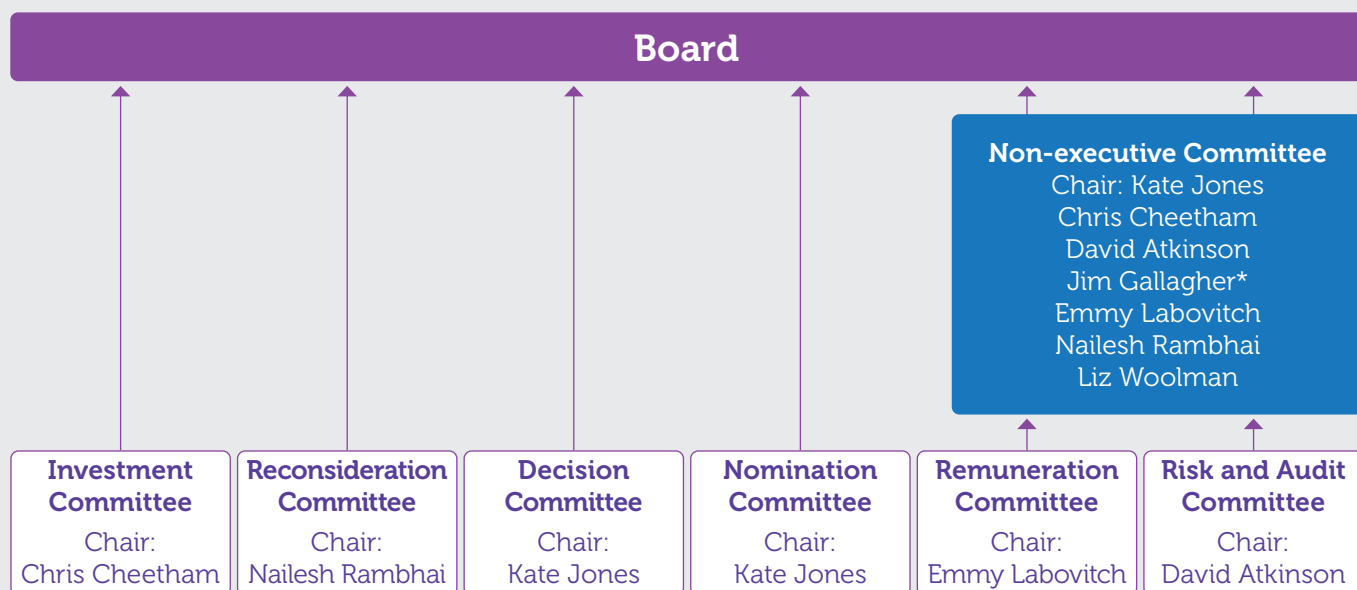 Board
Non-executive Committee
Chair: Kate Jones
Chris Cheetham
David Atkinson
Jim Gallagher*
Emmy Labovitch
Nailesh Rambhai
Liz Woolman
Investment
Committee
Chair:
Chris Cheetham
Reconsideration
Committee
Chair:
Nailesh Rambhai
Decision
Committee
Chair:
Kate Jones
Nomination
Committee
Chair:
Kate Jones
Remuneration
Committee
Chair:
Emmy Labovitch
Risk and Audit
Committee
Chair:
David Atkinson